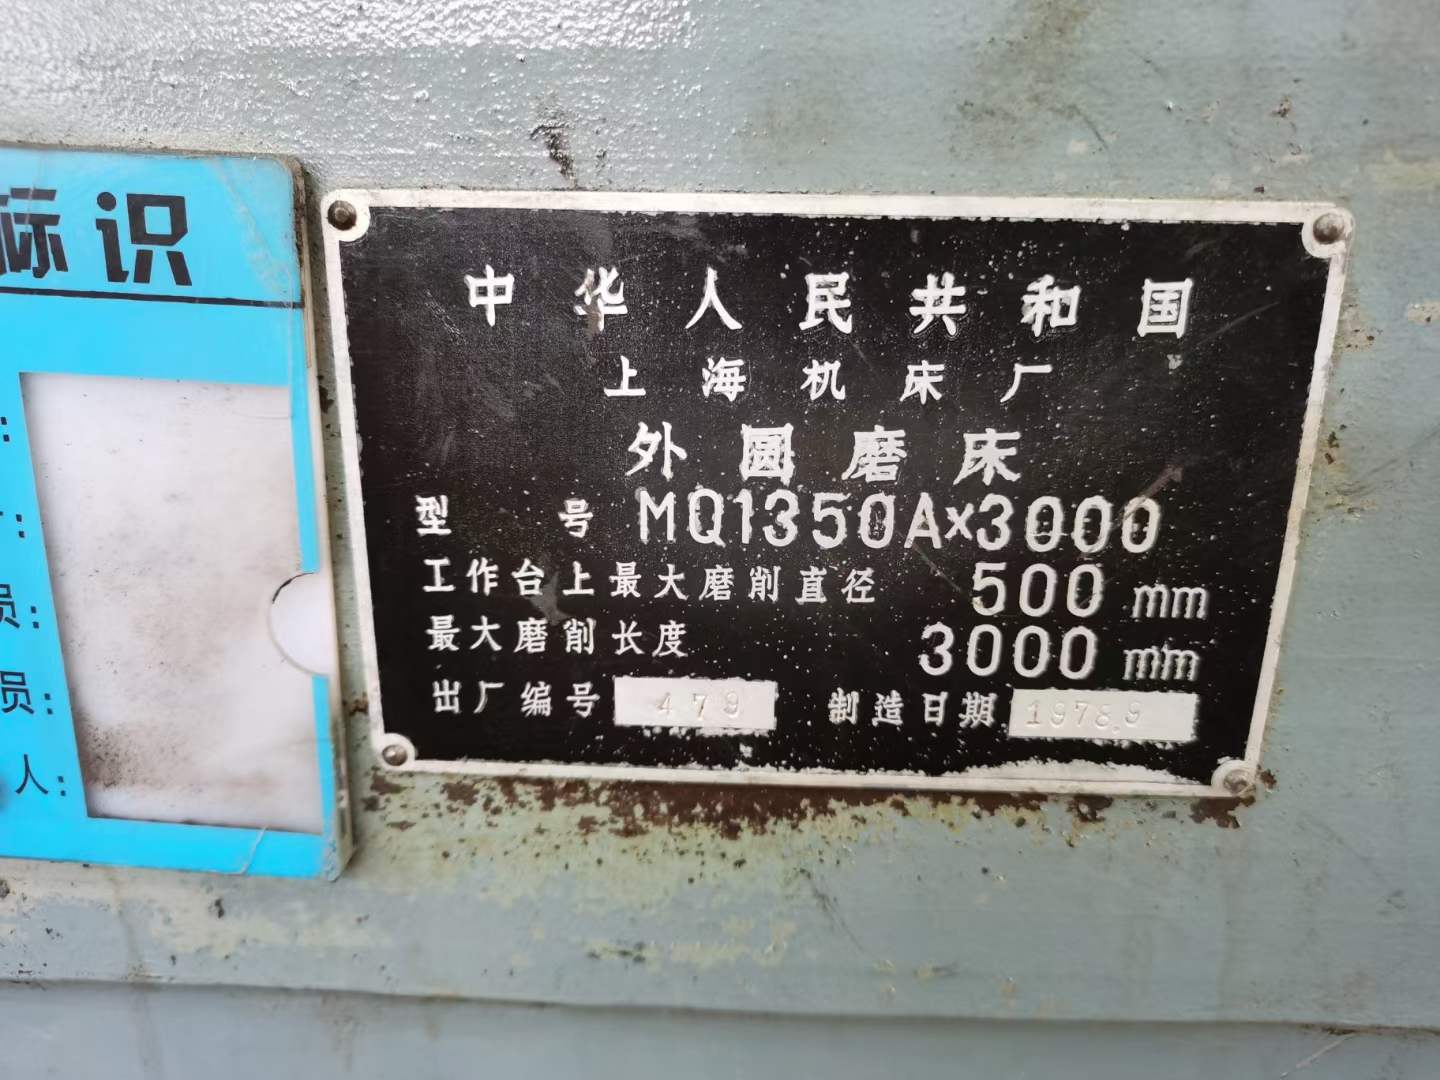 标识
员:
员:
人:
中华人民共和国
上海机床厂
外圆磨床
型号 MQ1350A×3000
工作台上最大磨削直径 500 mm
最大磨削长度 3000 mm
出厂编号 479 制造日期 1978.9